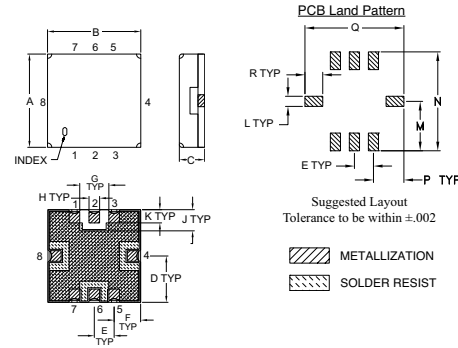 PCB Land Pattern
B
7 6 5
A
8
4
INDEX
0
1 2 3
C
Q
R TYP
L TYP
N
M
E TYP
P TYP
Suggested Layout
Tolerance to be within ±.002
METALLIZATION
SOLDER RESIST
G
TYP
H TYP
1 2 3
K TYP
J TYP
8
4
D TYP
7 6 5
F
TYP
E
TYP